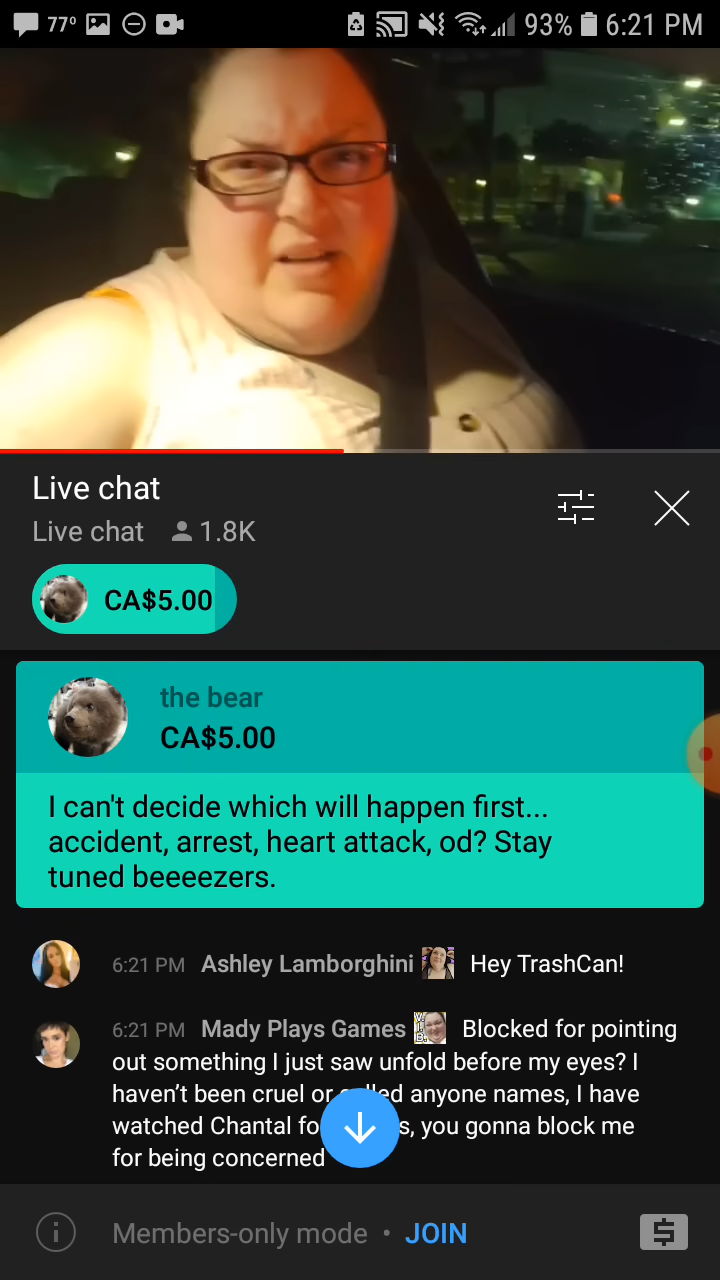 77° 93% 6:21 PM
Live chat
Live chat 1.8K
CA$5.00
the bear
CA$5.00
I can't decide which will happen first...
accident, arrest, heart attack, od? Stay
tuned beeeezers.
6:21 PM Ashley Lamborghini Hey TrashCan!
6:21 PM Mady Plays Games Blocked for pointing
out something I just saw unfold before my eyes? I
haven't been cruel or called anyone names, I have
watched Chantal you gonna block me
for being concerned
Members-only mode • JOIN